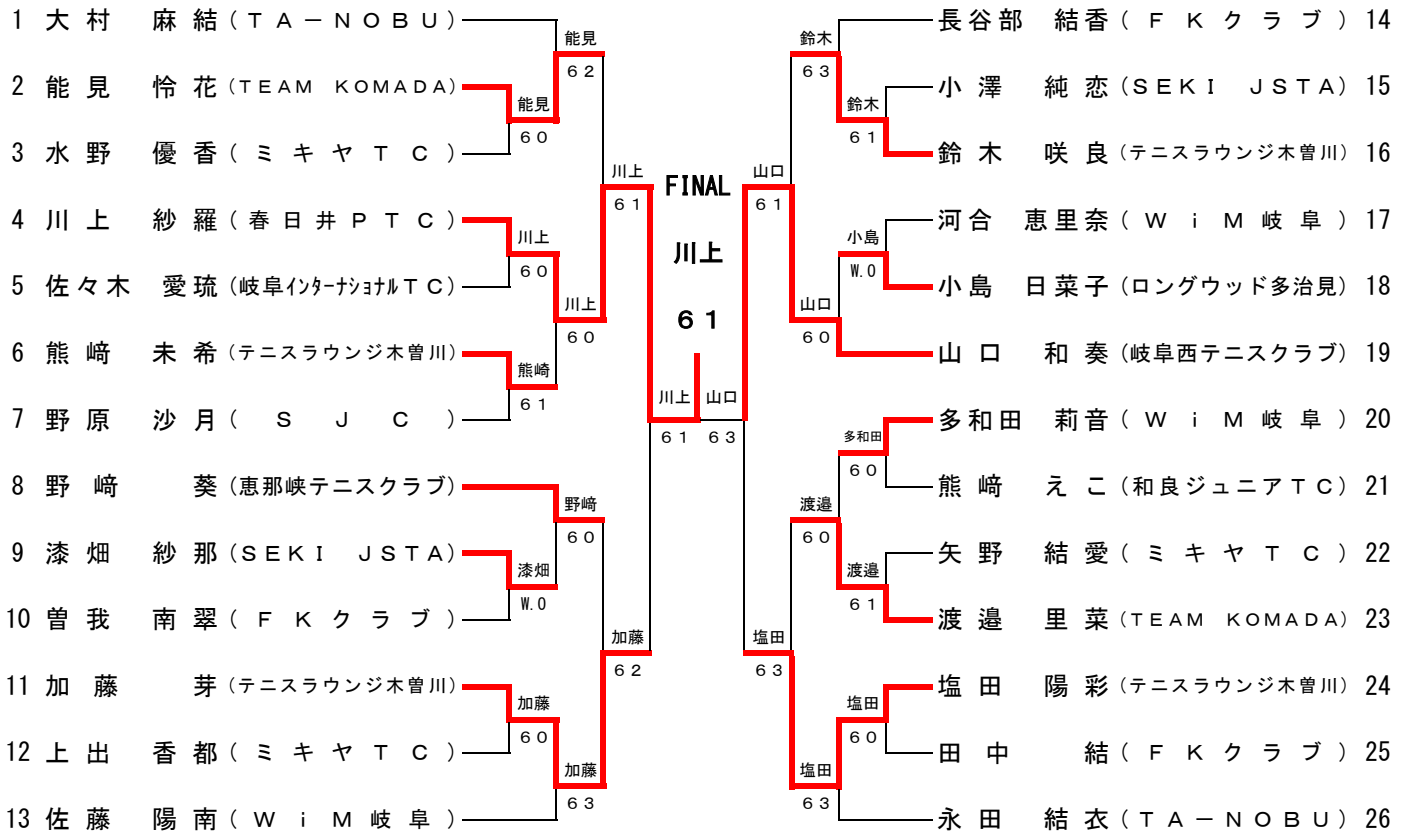 1 大村 麻結(TA-NOBU)
2 能見 怜花(TEAM KOMADA)
3 水野 優香(ミキヤTC)
4 川上 紗羅(春日井PTC)
5 佐々木 愛琉(岐阜インターナショナルTC)
6 熊﨑 未希(テニスラウンジ木曽川)
7 野原 沙月(SJC)
8 野﨑 葵(恵那峡テニスクラブ)
9 漆畑 紗那(SEKI JSTA)
10 曽我 南翠(FKクラブ)
11 加藤 芽(テニスラウンジ木曽川)
12 上出 香都(ミキヤTC)
13 佐藤 陽南(WiM岐阜)
能見
60
川上
60
熊崎
61
漆畑
W.0
加藤
60
能見
62
川上
60
野﨑
60
加藤
63
川上
61
加藤
62
川上
61
FINAL
川上
61
山口
63
山口
61
塩田
63
鈴木
63
山口
60
渡邉
60
塩田
63
鈴木
61
小島
W.0
多和田
60
渡邉
61
塩田
60
長谷部 結香(FKクラブ) 14
小澤 純恋(SEKI JSTA) 15
鈴木 咲良(テニスラウンジ木曽川) 16
河合 恵里奈(WiM岐阜) 17
小島 日菜子(ロングウッド多治見) 18
山口 和奏(岐阜西テニスクラブ) 19
多和田 莉音(WiM岐阜) 20
熊﨑 えこ(和良ジュニアTC) 21
矢野 結愛(ミキヤTC) 22
渡邉 里菜(TEAM KOMADA) 23
塩田 陽彩(テニスラウンジ木曽川) 24
田中 結(FKクラブ) 25
永田 結衣(TA-NOBU) 26